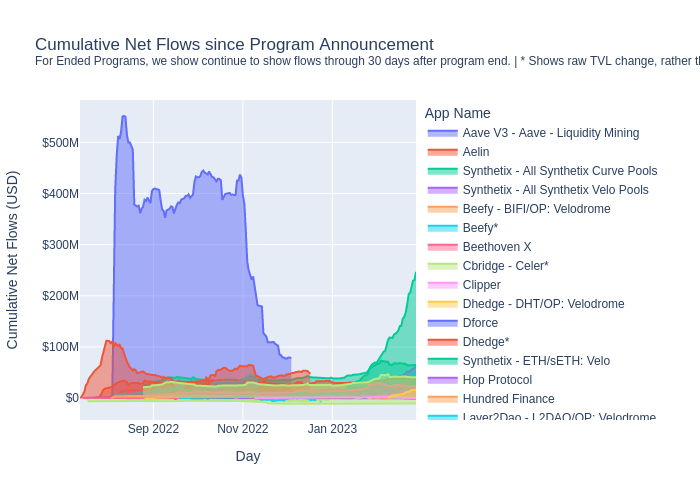 Cumulative Net Flows since Program Announcement
For Ended Programs, we show continue to show flows through 30 days after program end. | * Shows raw TVL change, rather
Cumulative Net Flows (USD)
$500M
$400M
$300M
$200M
$100M
$0
Sep 2022
Nov 2022
Jan 2023
Day
App Name
Aave V3 - Aave - Liquidity Mining
Aelin
Synthetix - All Synthetix Curve Pools
Synthetix - All Synthetix Velo Pools
Beefy - BIFI/OP: Velodrome
Beefy*
Beethoven X
Cbridge - Celer*
Clipper
Dhedge - DHT/OP: Velodrome
Dforce
Dhedge*
Synthetix - ETH/sETH: Velo
Hop Protocol
Hundred Finance
Layer2Dao - L2DAO/OP: Velodrome